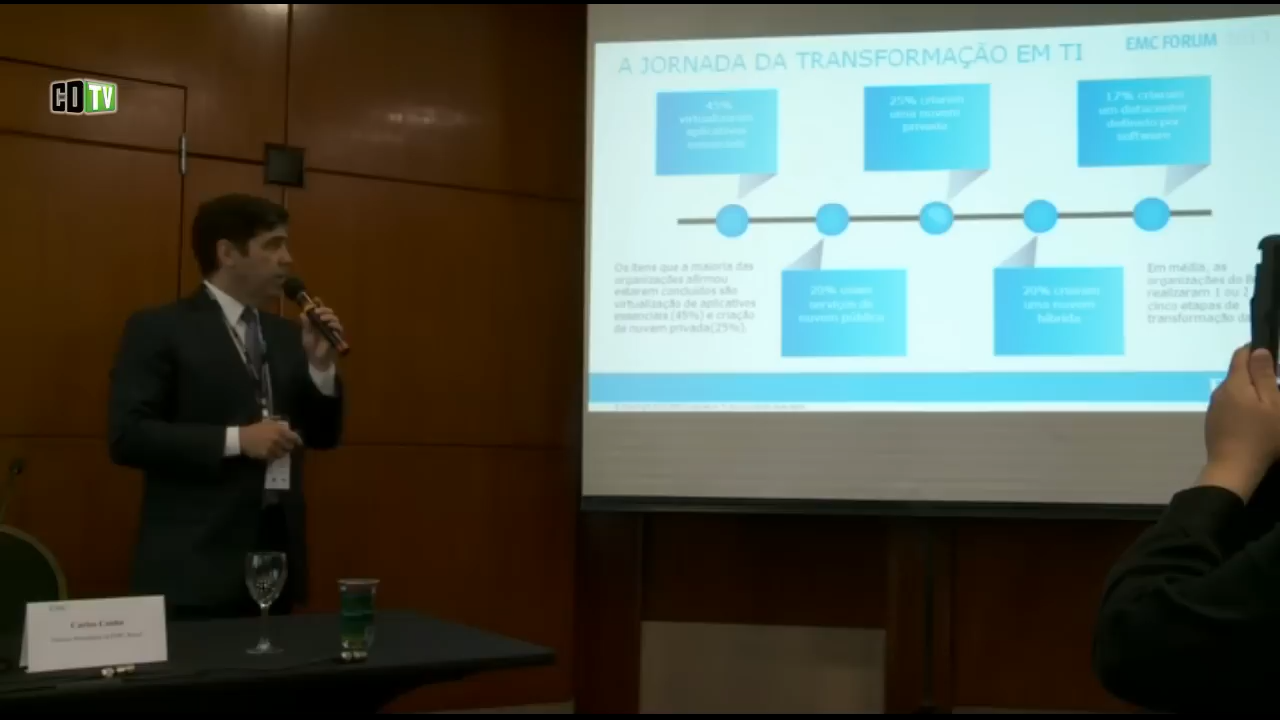 CDTV
EMC FORUM
A JORNADA DA TRANSFORMAÇÃO EM TI
45%
virtualizaram
aplicativos
25% criaram
uma nuvem
privada
17% criaram
um datacenter
definido por
software
Os itens que a maioria das
organizações afirmou
estarem concluídos são
virtualização de aplicativos
essenciais (45%) e criação
de nuvem privada(25%).
20% usam
serviços de
nuvem pública
20% criaram
uma nuvem
híbrida
Em média, as
organizações do
realizaram 1 ou 2
cinco etapas de
transformação
EMC
Carlos Cunha